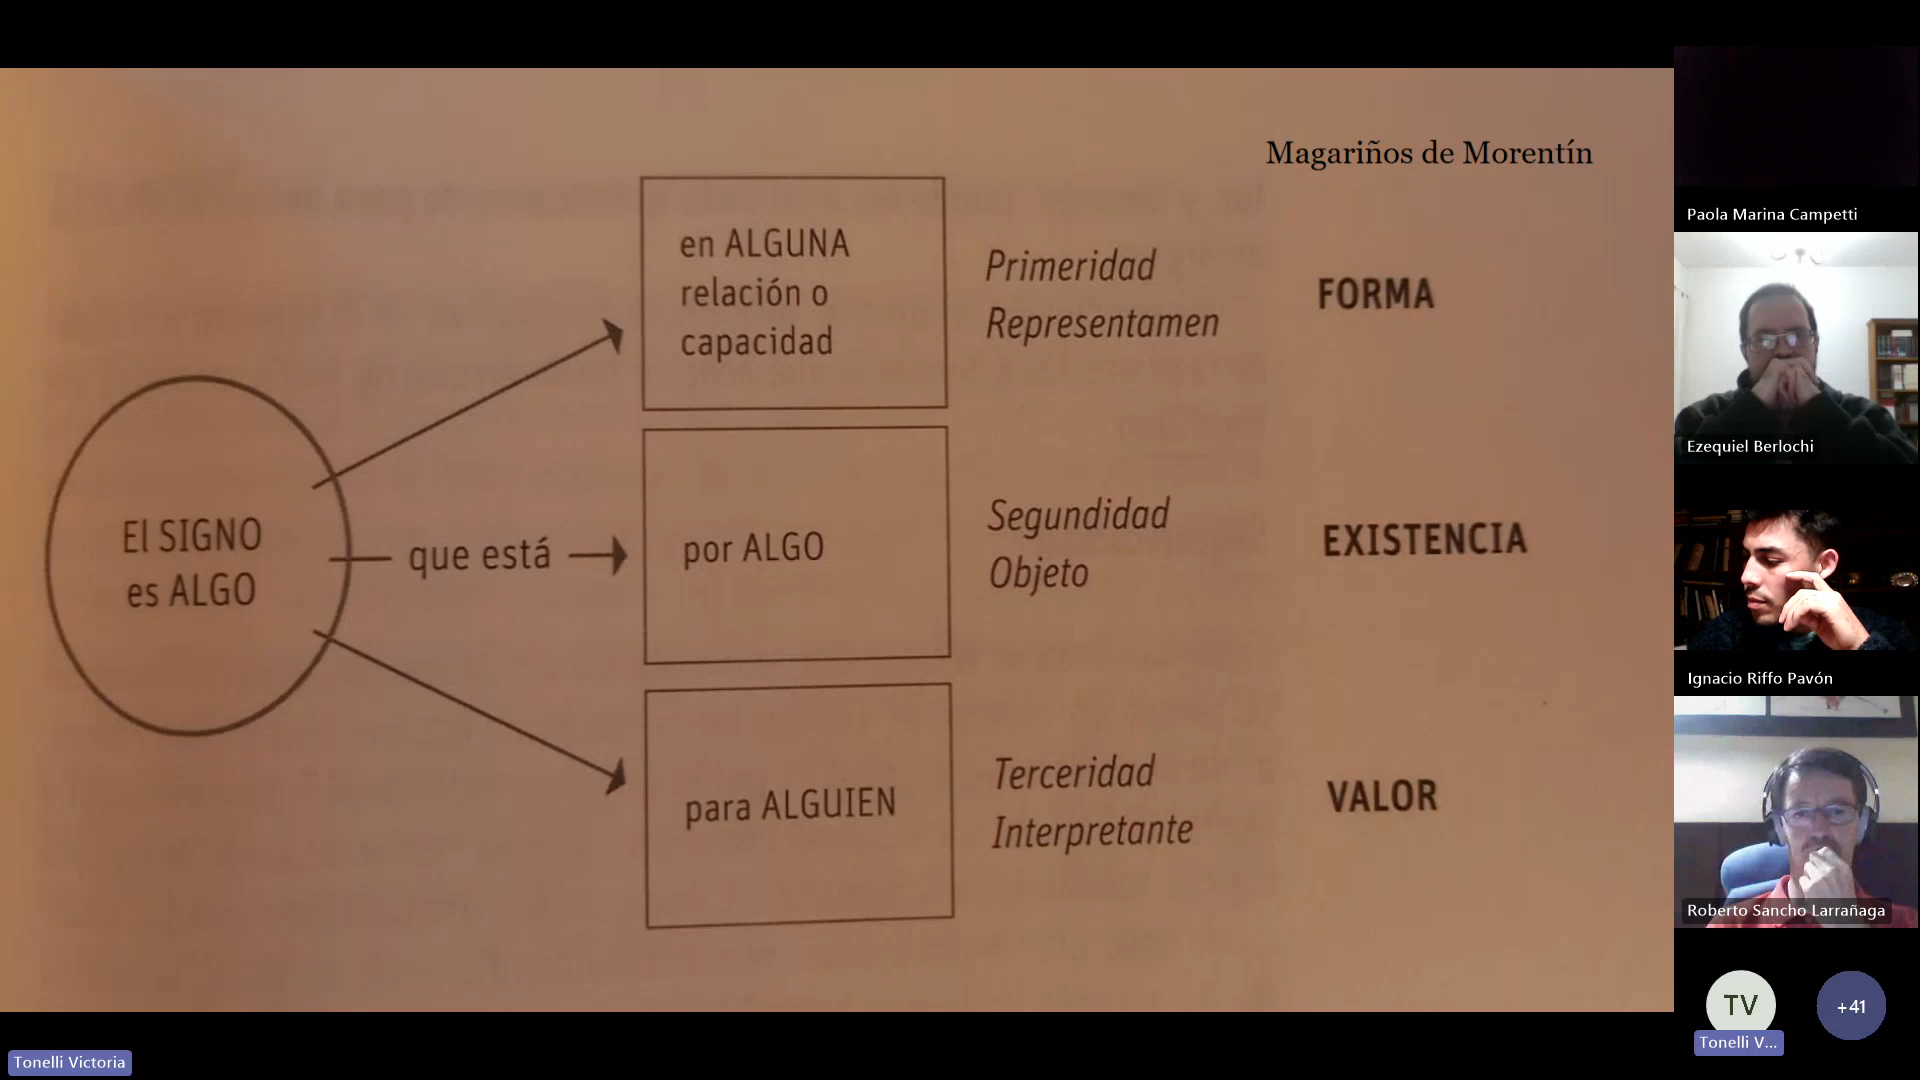 Magariños de Morentín
en ALGUNA
relación o
capacidad
Primeridad
Representamen
FORMA
El SIGNO
es ALGO
que está
por ALGO
Segundidad
Objeto
EXISTENCIA
para ALGUIEN
Terceridad
Interpretante
VALOR
Paola Marina Campetti
Ezequiel Berlochi
Ignacio Riffo Pavón
Roberto Sancho Larrañaga
TV
+41
Tonelli V...
Tonelli Victoria